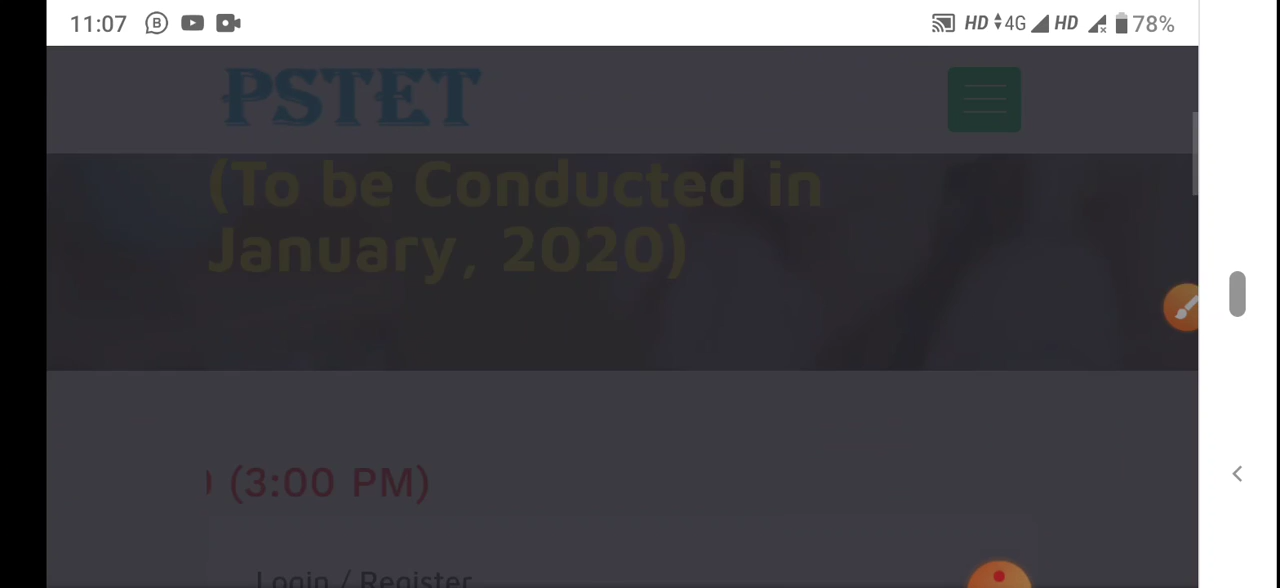 11:07 HD 4G HD 78%
PSTET
(To be Conducted in
January, 2020)
(3:00 PM)
Login / Register